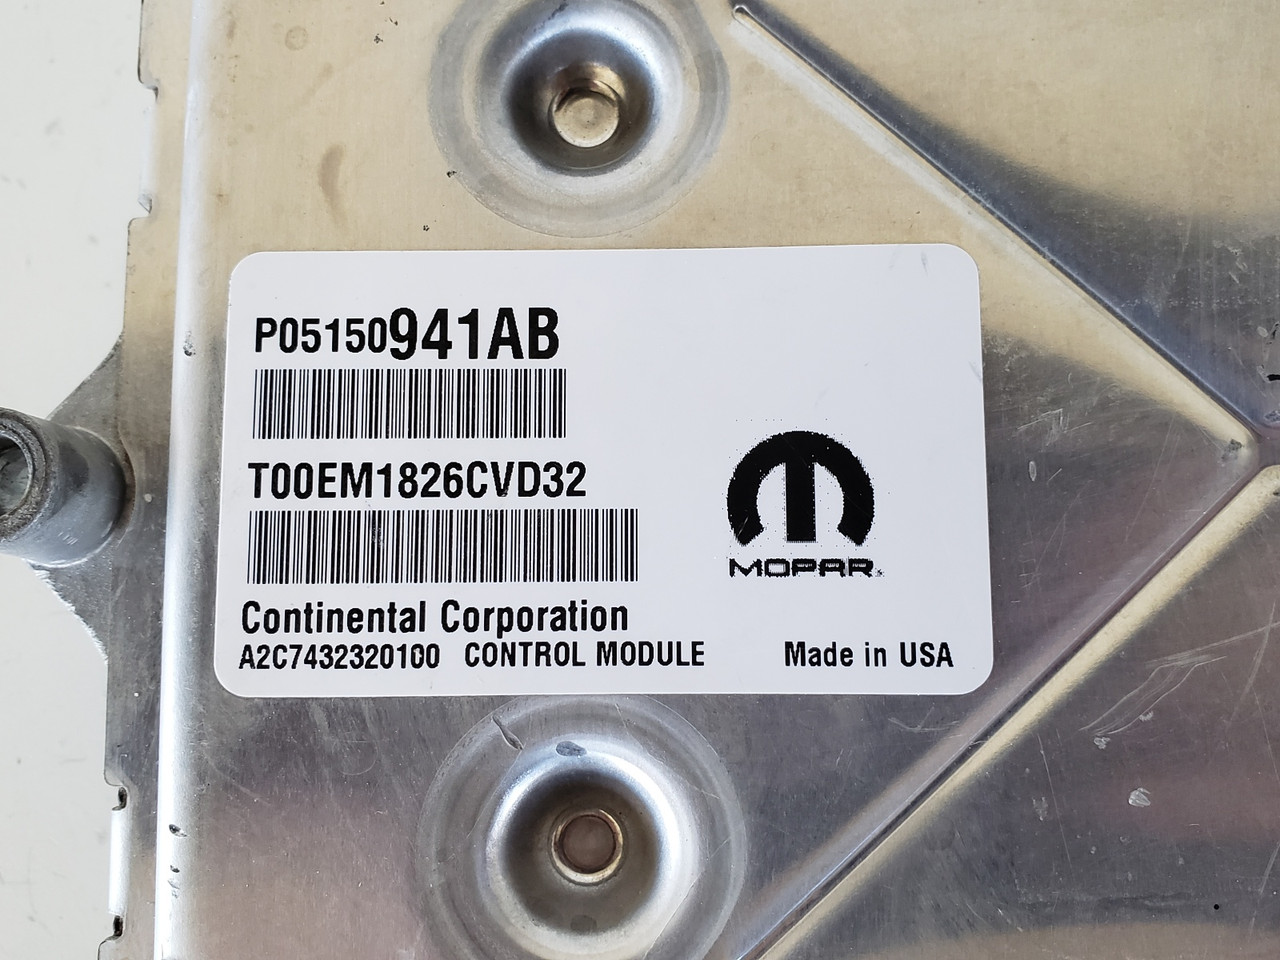 P05150941AB
T00EM1826CVD32
MOPAR
Continental Corporation
A2C7432320100 CONTROL MODULE Made in USA